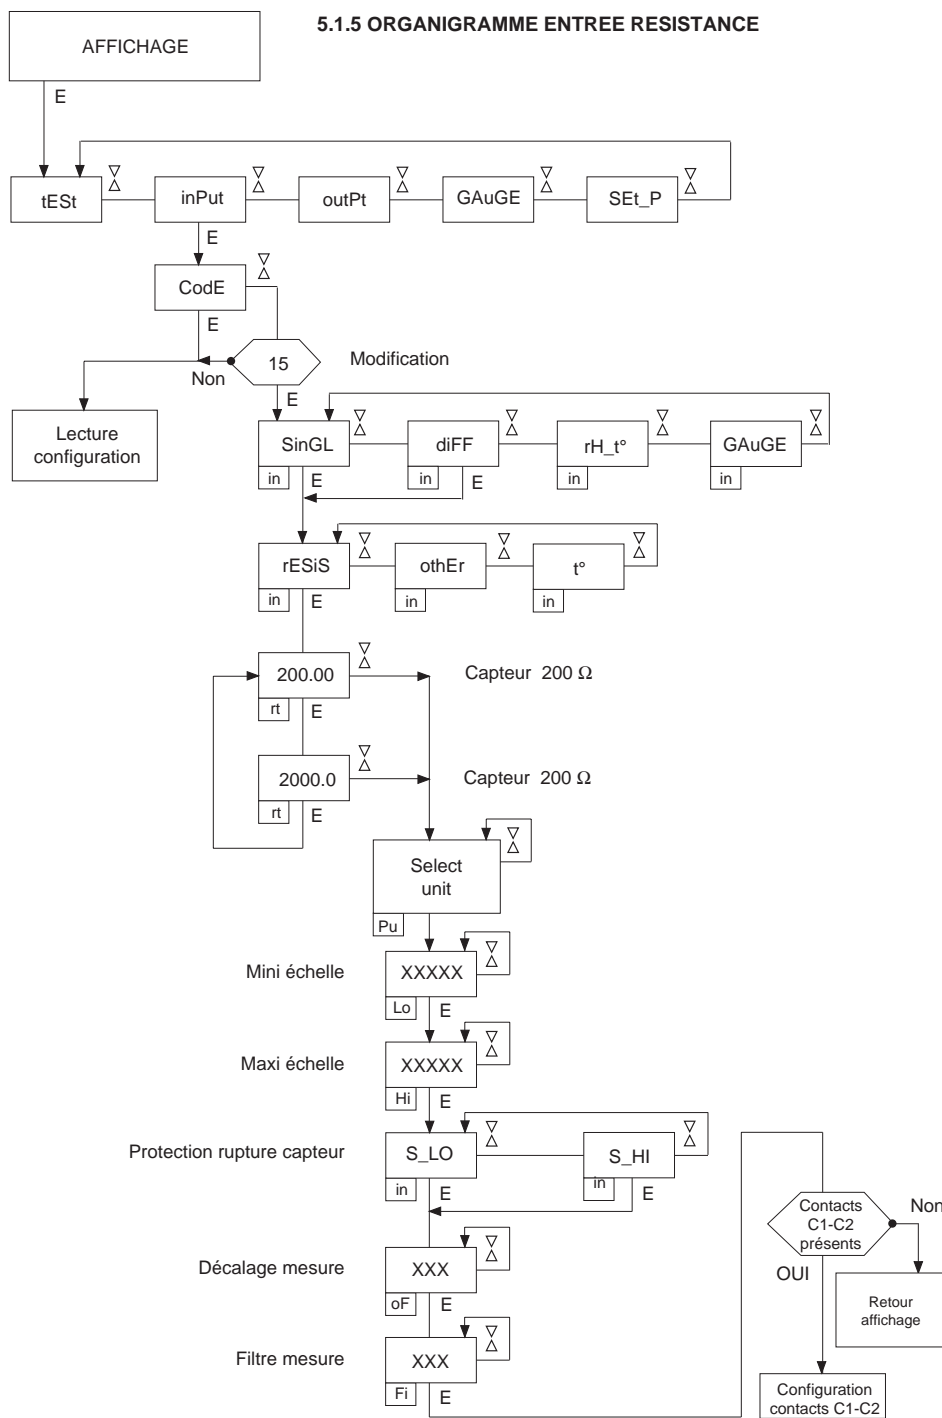 5.1.5 ORGANIGRAMME ENTREE RESISTANCE
AFFICHAGE
E
tESt
inPut
outPt
GAuGE
SEt_P
E
CodE
E
15
Modification
Non
E
Lecture
configuration
SinGL
diFF
rH_t°
GAuGE
in
E
in
E
in
in
rESiS
othEr
t°
in
E
in
in
200.00
Capteur 200 Ω
rt
E
2000.0
Capteur 200 Ω
rt
E
Select
unit
Pu
Mini échelle
XXXXX
Lo
E
Maxi échelle
XXXXX
Hi
E
Protection rupture capteur
S_LO
S_HI
in
E
in
E
Contacts
C1-C2
présents
Non
OUI
Décalage mesure
XXX
oF
E
Retour
affichage
Filtre mesure
XXX
Fi
E
Configuration
contacts C1-C2